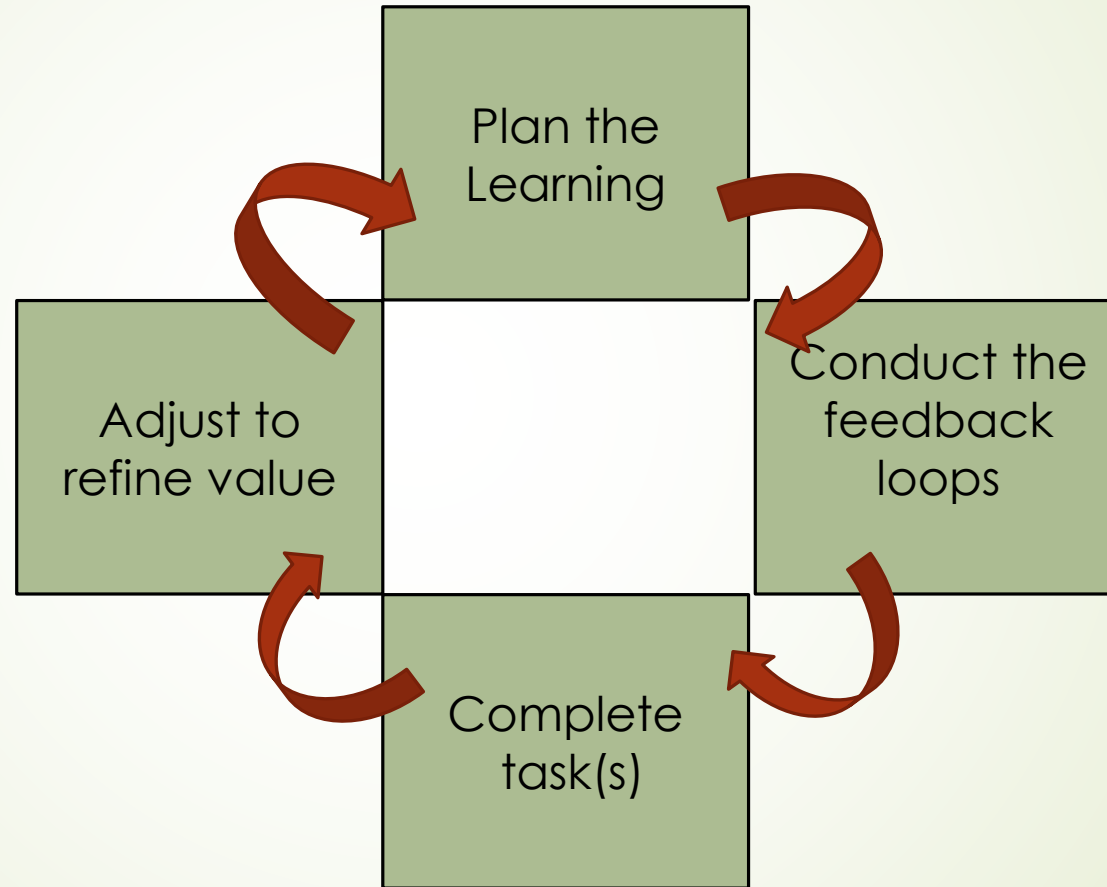 Plan the
Learning
Conduct the
feedback
loops
Adjust to
refine value
Complete
task(s)